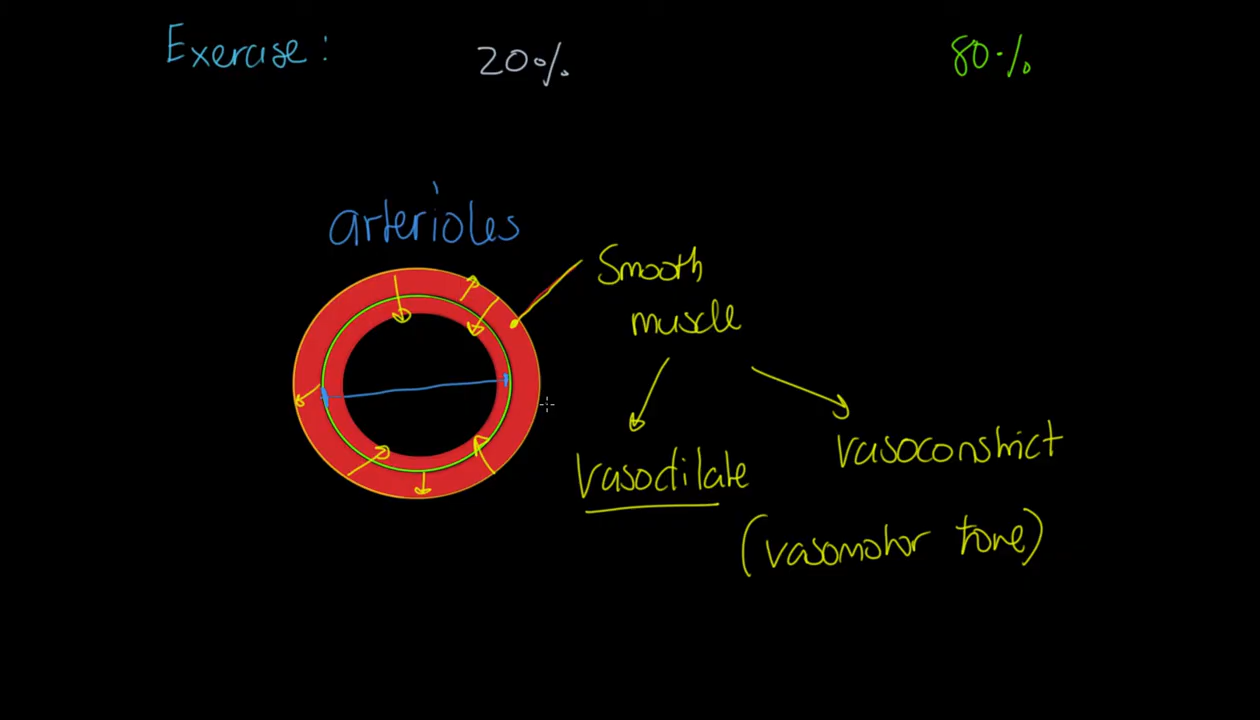 Exercise: 20% 80%
arterioles
Smooth
muscle
vasodilate
vasoconstrict
(vasomotor tone)